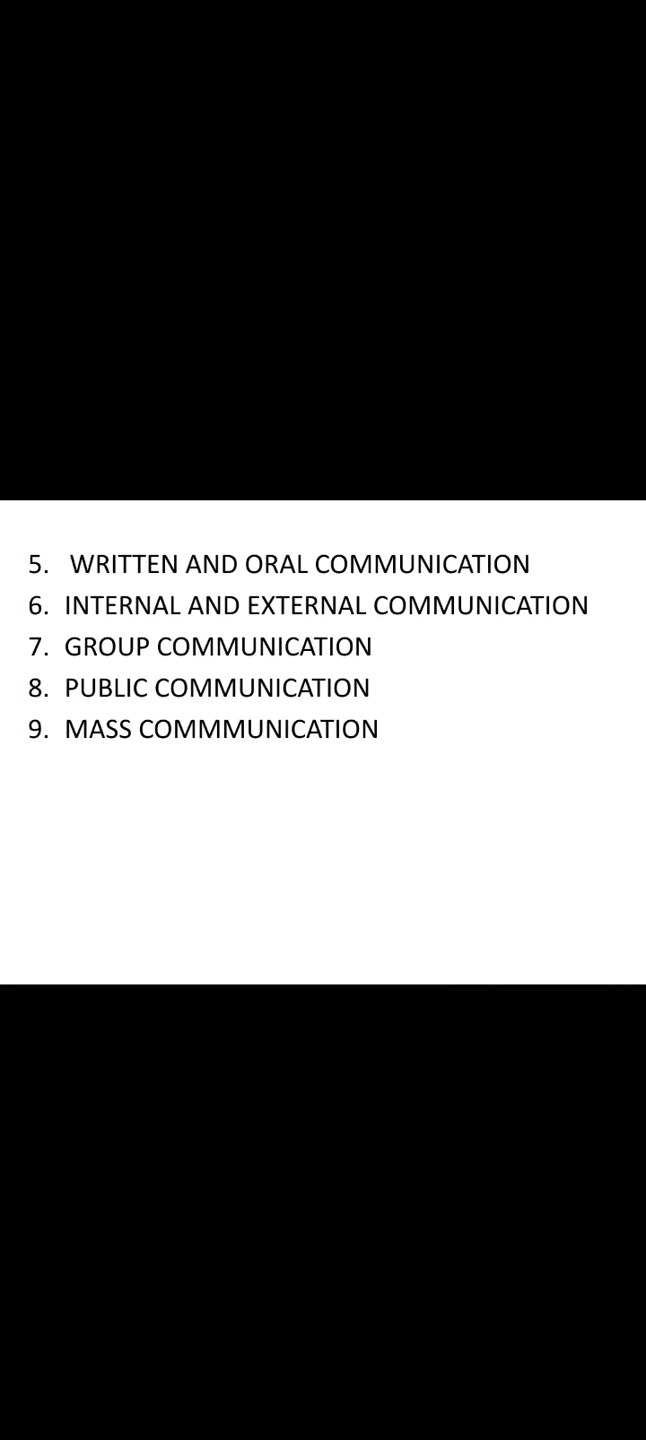 5. WRITTEN AND ORAL COMMUNICATION
6. INTERNAL AND EXTERNAL COMMUNICATION
7. GROUP COMMUNICATION
8. PUBLIC COMMUNICATION
9. MASS COMMMUNICATION